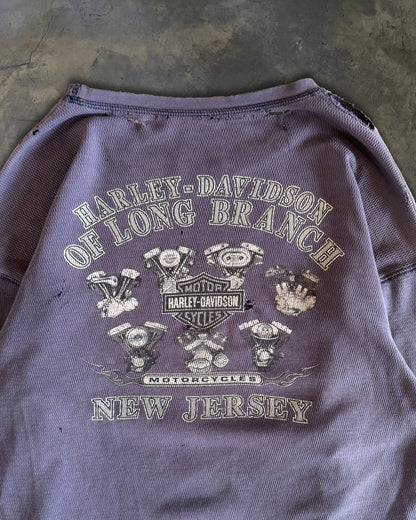 HARLEY-DAVIDSON
OF LONG BRANCH
MOTOR
HARLEY-DAVIDSON
CYCLES
MOTORCYCLES
NEW JERSEY